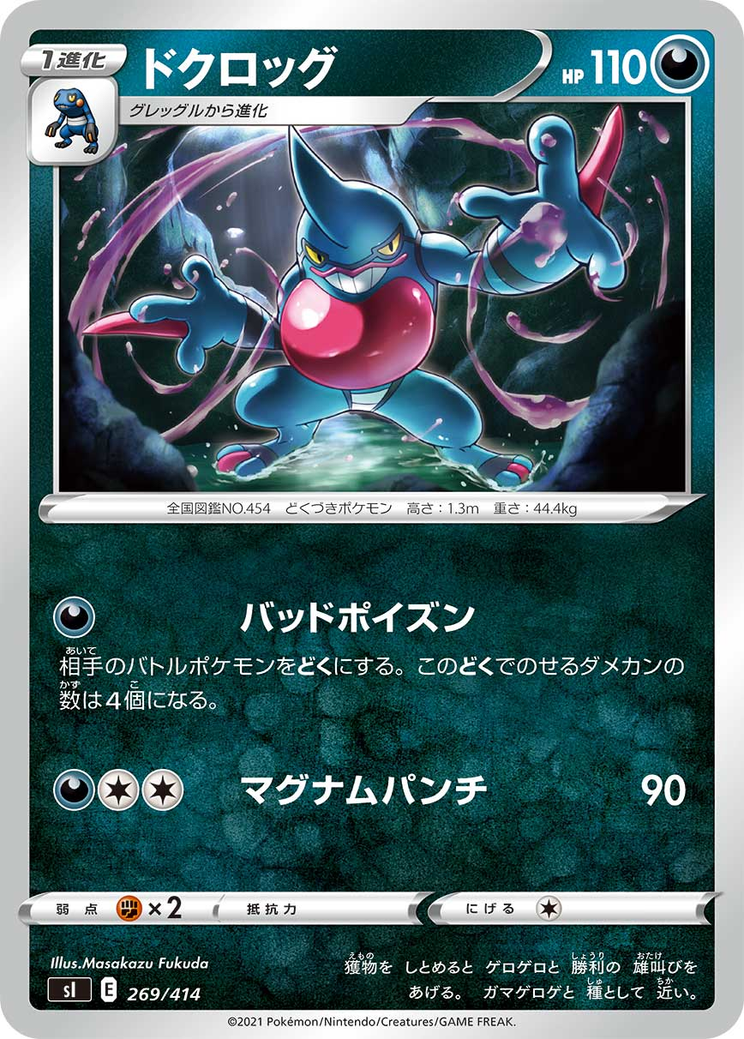 1進化
ドクロッグ
HP 110
グレッグルから進化
全国図鑑NO.454 どくづきポケモン 高さ：1.3m 重さ：44.4kg
バッドポイズン
相手のバトルポケモンをどくにする。このどくでのせるダメカンの
数は4個になる。
マグナムパンチ 90
弱点 ×2 抵抗力 にげる
Illus.Masakazu Fukuda
獲物を しとめると ゲロゲロと 勝利の 雄叫びを
あげる。 ガマゲロゲと 種として 近い。
sI E 269/414
©2021 Pokémon/Nintendo/Creatures/GAME FREAK.